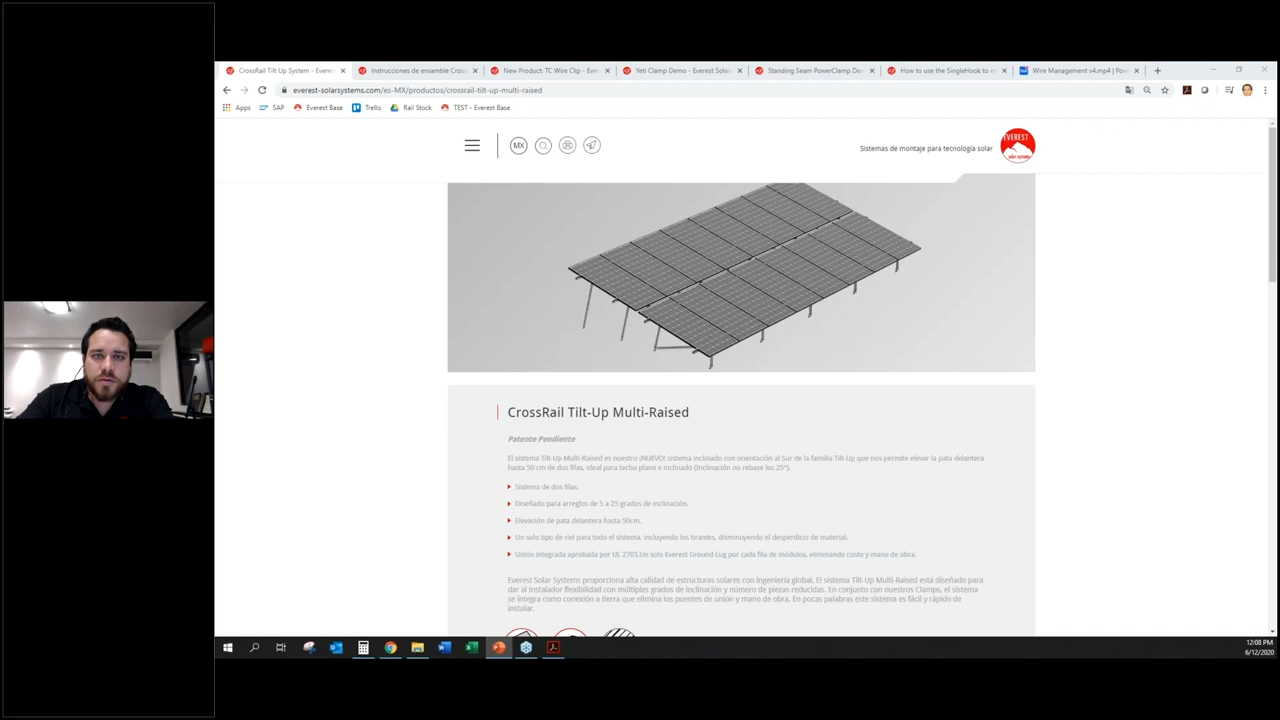 CrossRail Tilt Up System - Everes
Instrucciones de ensamble Cross
New Product: TC Wire Clip - Ever
Yeti Clamp Demo - Everest Solar
Standing Seam PowerClamp Dem
How to use the SingleHook to m
Wire Management v4.mp4 | Pow
everest-solarsystems.com/es-MX/productos/crossrail-tilt-up-multi-raised
Apps
SAP
Everest Base
Trello
Rail Stock
TEST - Everest Base
MX
Sistemas de montaje para tecnología solar
EVEREST
solar systems
CrossRail Tilt-Up Multi-Raised
Patente Pendiente
El sistema Tilt-Up Multi-Raised es nuestro ¡NUEVO! sistema inclinado con orientación al Sur de la familia Tilt-Up que nos permite elevar la pata delantera
hasta 50 cm de dos filas, ideal para techo plano e inclinado (Inclinación no rebase los 25°).
Sistema de dos filas.
Diseñado para arreglos de 5 a 25 grados de inclinación.
Elevación de pata delantera hasta 50cm.
Un solo tipo de riel para todo el sistema, incluyendo los tirantes, disminuyendo el desperdicio de material.
Unión integrada aprobada por UL 2703.Un solo Everest Ground Lug por cada fila de módulos, eliminando costo y mano de obra.
Everest Solar Systems proporciona alta calidad de estructuras solares con ingeniería global. El sistema Tilt-Up Multi-Raised está diseñado para
dar al instalador flexibilidad con múltiples grados de inclinación y número de piezas reducidas. En conjunto con nuestros Clamps, el sistema
se integra como conexión a tierra que elimina los puentes de unión y mano de obra. En pocas palabras este sistema es fácil y rápido de
instalar.
12:08 PM
6/12/2020